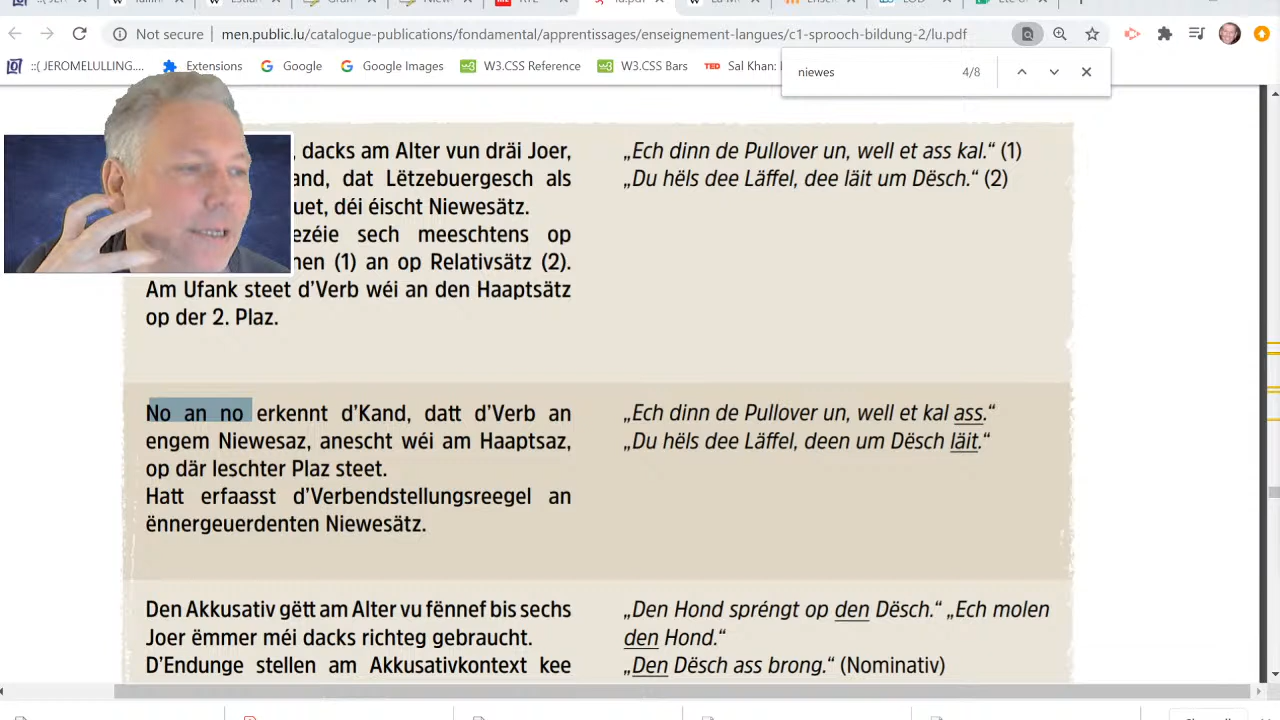 Not secure
men.public.lu/catalogue-publications/fondamental/apprentissages/enseignement-langues/c1-sprooch-bildung-2/lu.pdf
::( JEROMELULLING....
Extensions
Google
Google Images
W3.CSS Reference
W3.CSS Bars
Sal Khan:
niewes
4/8
, dacks am Alter vun dräi Joer,
and, dat Lëtzebuergesch als
uet, déi éischt Niewesätz.
ezéie sech meeschtens op
nen (1) an op Relativsätz (2).
Am Ufank steet d'Verb wéi an den Haaptsätz
op der 2. Plaz.
„Ech dinn de Pullover un, well et ass kal.“ (1)
„Du hëls dee Läffel, dee läit um Dësch.“ (2)
No an no erkennt d'Kand, datt d'Verb an
engem Niewesaz, anescht wéi am Haaptsaz,
op där leschter Plaz steet.
Hatt erfaasst d'Verbendstellungsreegel an
ënnergeuerdenten Niewesätz.
„Ech dinn de Pullover un, well et kal ass.“
„Du hëls dee Läffel, deen um Dësch läit.“
Den Akkusativ gëtt am Alter vu fënnef bis sechs
Joer ëmmer méi dacks richteg gebraucht.
D'Endunge stellen am Akkusativkontext kee
„Den Hond spréngt op den Dësch.“ „Ech molen
den Hond.“
„Den Dësch ass brong.“ (Nominativ)